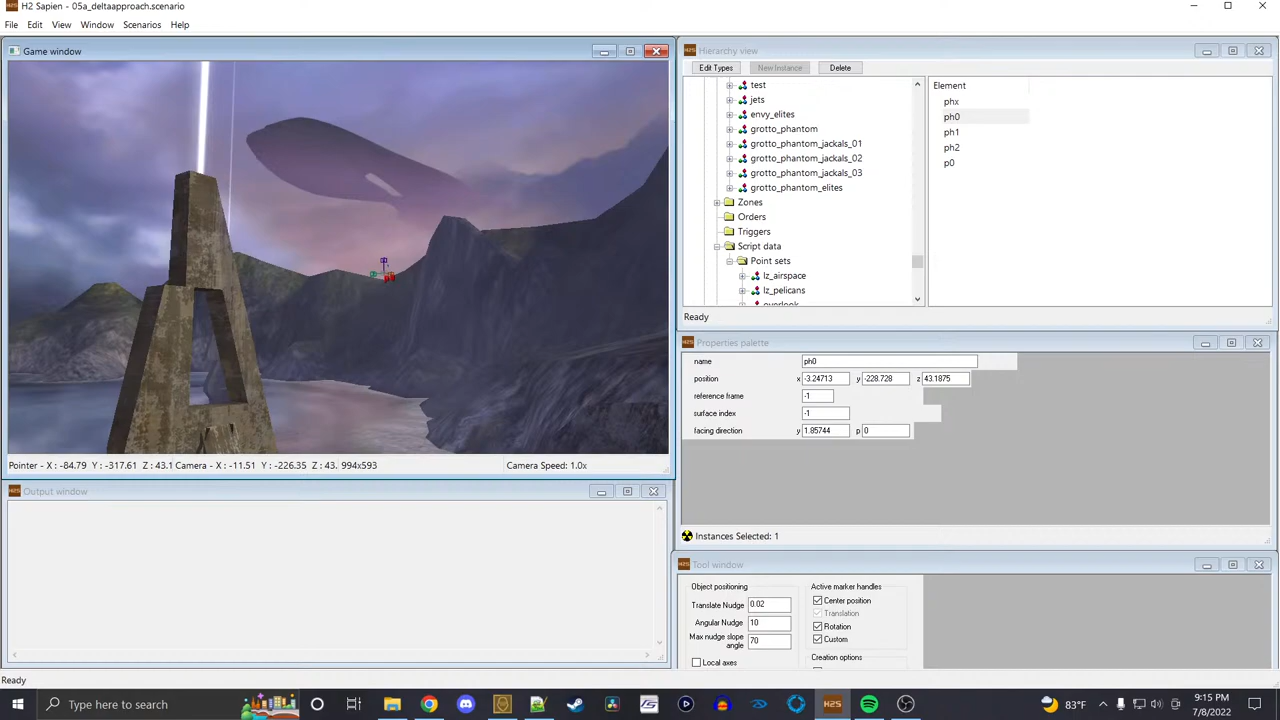 H2 Sapien - 05a_deltaapproach.scenario
File Edit View Window Scenarios Help
Game window
Pointer - X : -84.79 Y : -317.61 Z : 43.1 Camera - X : -11.51 Y : -226.35 Z : 43. 994x593 Camera Speed: 1.0x
Output window
Hierarchy view
Edit Types New Instance Delete
test
jets
envy_elites
grotto_phantom
grotto_phantom_jackals_01
grotto_phantom_jackals_02
grotto_phantom_jackals_03
grotto_phantom_elites
Zones
Orders
Triggers
Script data
Point sets
lz_airspace
lz_pelicans
overlook
Element
phx
ph0
ph1
ph2
p0
Ready
Properties palette
name ph0
position x -3.24713 y -228.728 z 43.1875
reference frame -1
surface index -1
facing direction y 1.85744 p 0
Instances Selected: 1
Tool window
Object positioning
Translate Nudge 0.02
Angular Nudge 10
Max nudge slope
angle 70
Local axes
Active marker handles
Center position
Translation
Rotation
Custom
Creation options
Ready
Type here to search
H2S
83°F
9:15 PM
7/8/2022